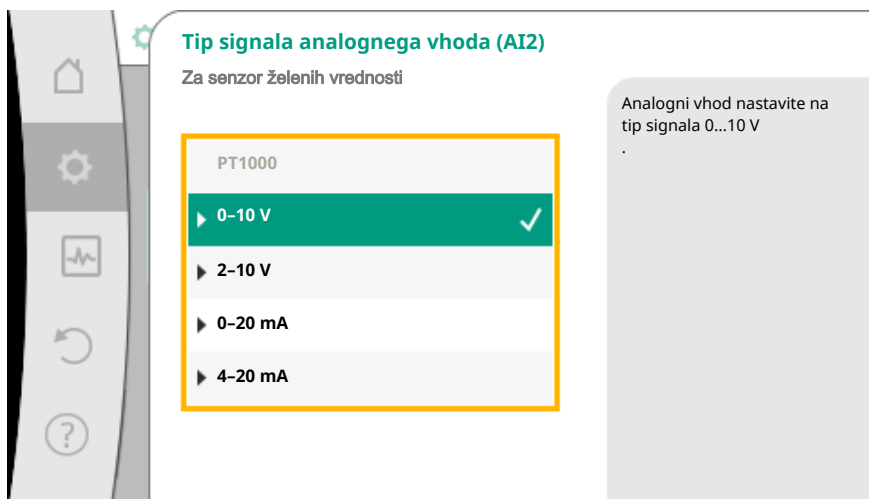 Tip signala analognega vhoda (AI2)
Za senzor želenih vrednosti
PT1000
0–10 V
2–10 V
0–20 mA
4–20 mA
Analogni vhod nastavite na
tip signala 0...10 V
.
?